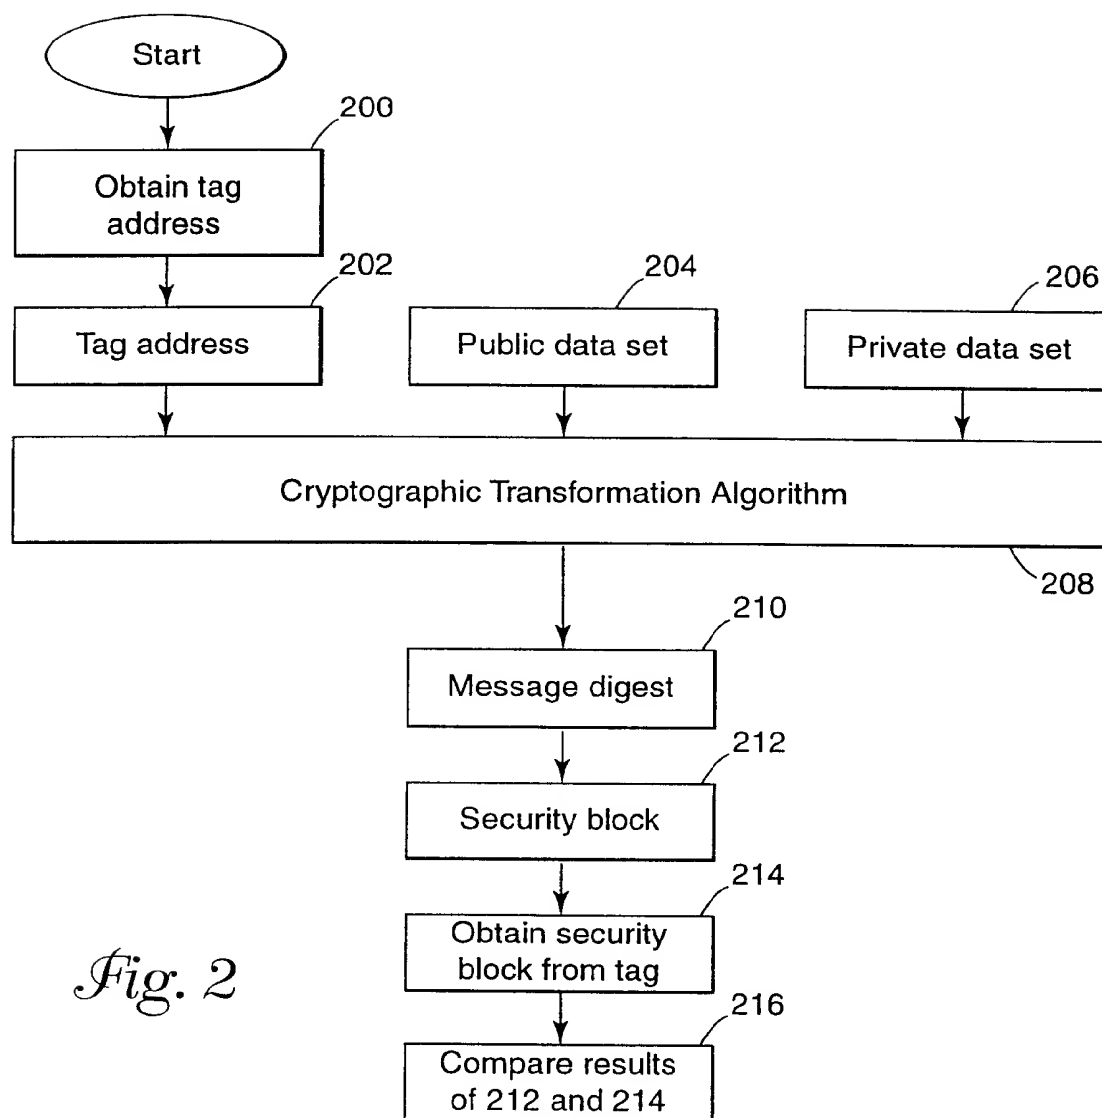 Start
200
Obtain tag
address
202
204
206
Tag address
Public data set
Private data set
Cryptographic Transformation Algorithm
208
210
Message digest
212
Security block
214
Obtain security
block from tag
Fig. 2
216
Compare results
of 212 and 214